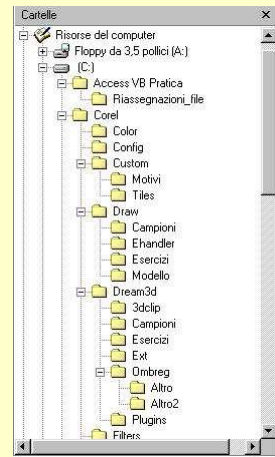 Cartelle
Risorse del computer
Floppy da 3,5 pollici (A:)
(C:)
Access VB Pratica
Riassegnazioni_file
Corel
Color
Config
Custom
Motivi
Tiles
Draw
Campioni
Ehandler
Esercizi
Modello
Dream3d
3dclip
Campioni
Esercizi
Ext
Ombreg
Altro
Altro2
Plugins
Filters